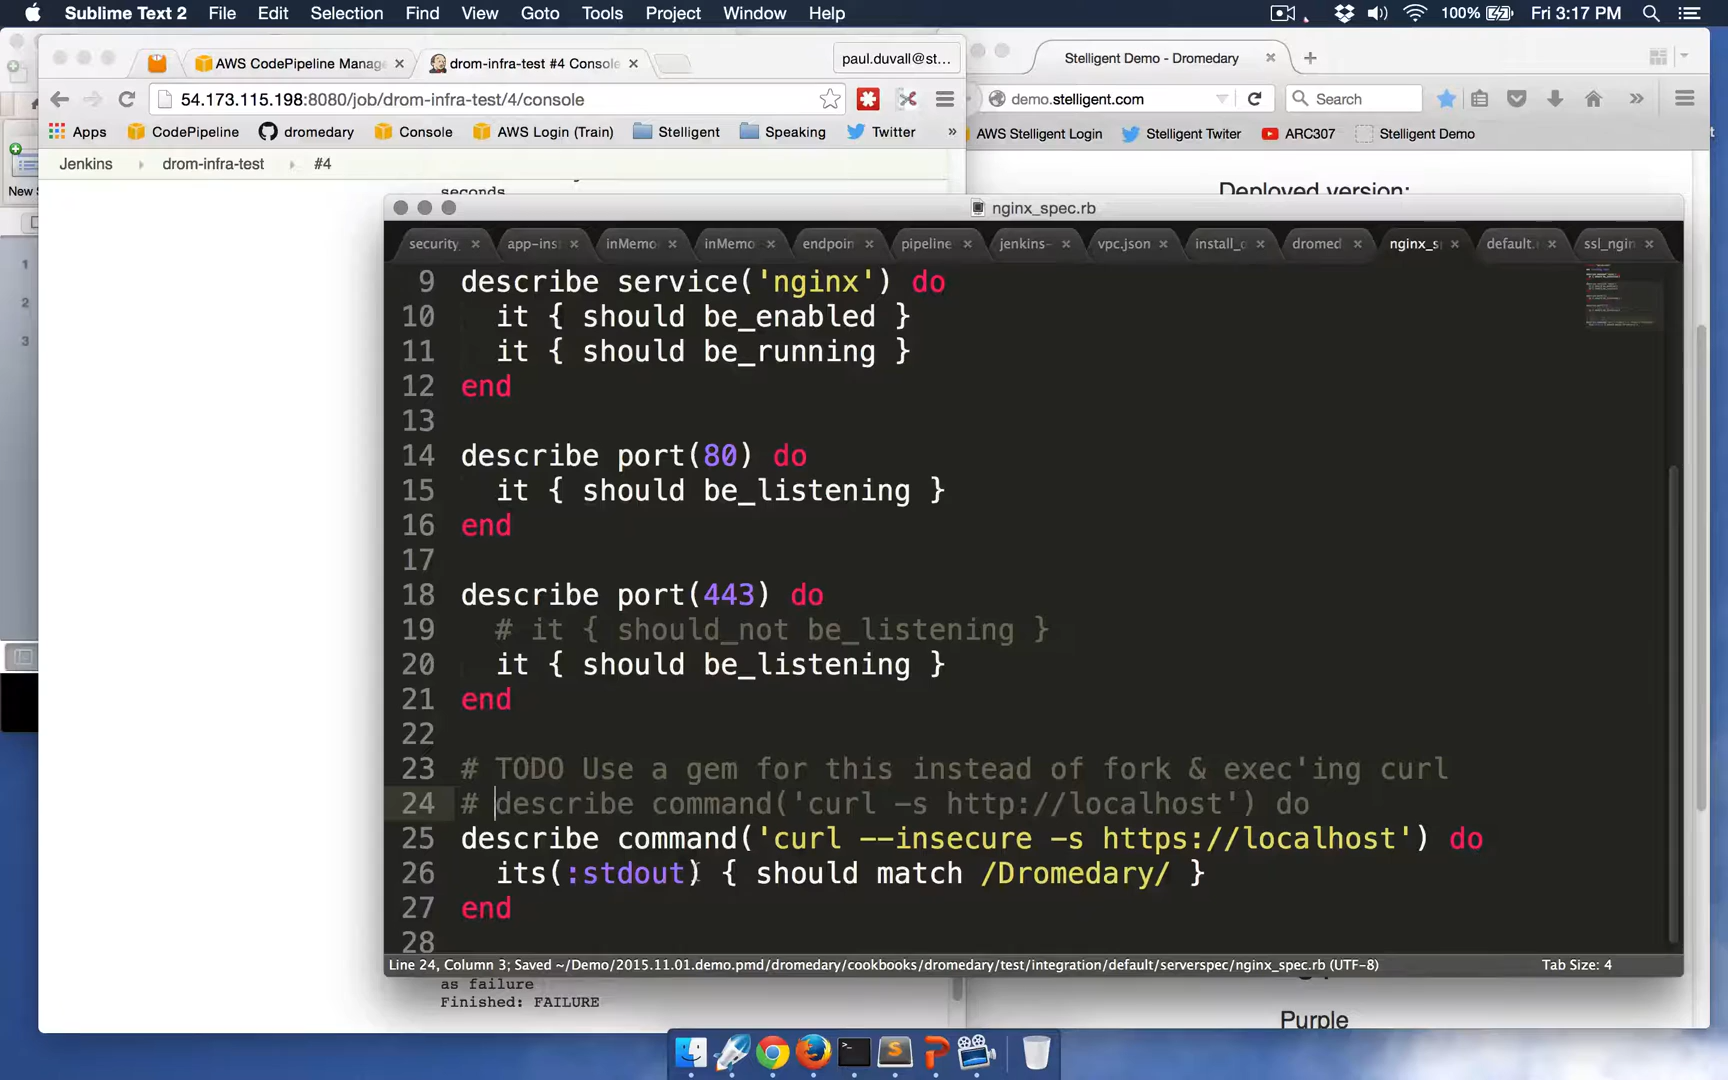 Sublime Text 2 File Edit Selection Find View Goto Tools Project Window Help 100% Fri 3:17 PM
AWS CodePipeline Manage drom-infra-test #4 Console paul.duvall@st...
54.173.115.198:8080/job/drom-infra-test/4/console
Apps CodePipeline dromedary Console AWS Login (Train) Stelligent Speaking Twitter »
Jenkins drom-infra-test #4
seconds
Stelligent Demo - Dromedary
demo.stelligent.com Search »
AWS Stelligent Login Stelligent Twiter ARC307 Stelligent Demo
Deployed version:
New
1
2
3
nginx_spec.rb
security app-ins inMemo inMemo endpoin pipeline jenkins- vpc.json install_ dromed nginx_s default. ssl_ngin
9 describe service('nginx') do
10 it { should be_enabled }
11 it { should be_running }
12 end
13
14 describe port(80) do
15 it { should be_listening }
16 end
17
18 describe port(443) do
19 # it { should_not be_listening }
20 it { should be_listening }
21 end
22
23 # TODO Use a gem for this instead of fork & exec'ing curl
24 # describe command('curl -s http://localhost') do
25 describe command('curl --insecure -s https://localhost') do
26 its(:stdout) { should match /Dromedary/ }
27 end
28
Line 24, Column 3; Saved ~/Demo/2015.11.01.demo.pmd/dromedary/cookbooks/dromedary/test/integration/default/serverspec/nginx_spec.rb (UTF-8) Tab Size: 4
as failure
Finished: FAILURE
Purple